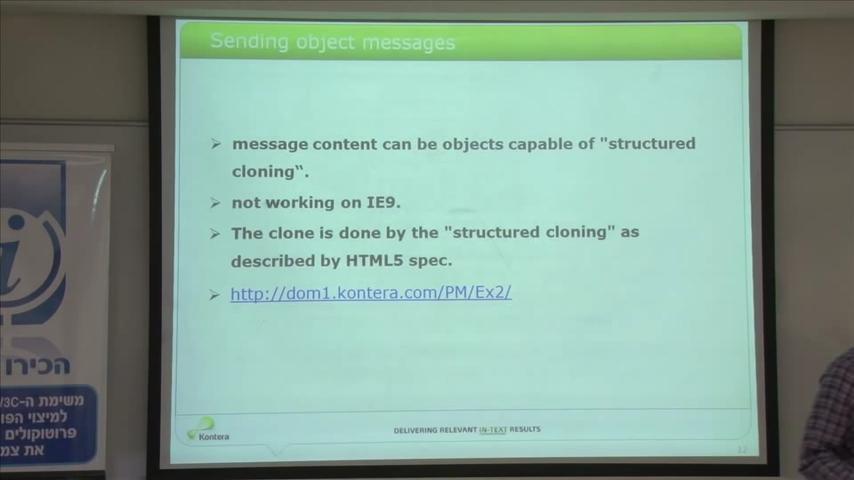 Sending object messages
message content can be objects capable of "structured
cloning“.
not working on IE9.
The clone is done by the "structured cloning" as
described by HTML5 spec.
http://dom1.kontera.com/PM/Ex2/
Kontera
DELIVERING RELEVANT IN-TEXT RESULTS
12
הכירו
משימת ה-W3C
למיצוי הפו
פרוטוקולים
את צמ